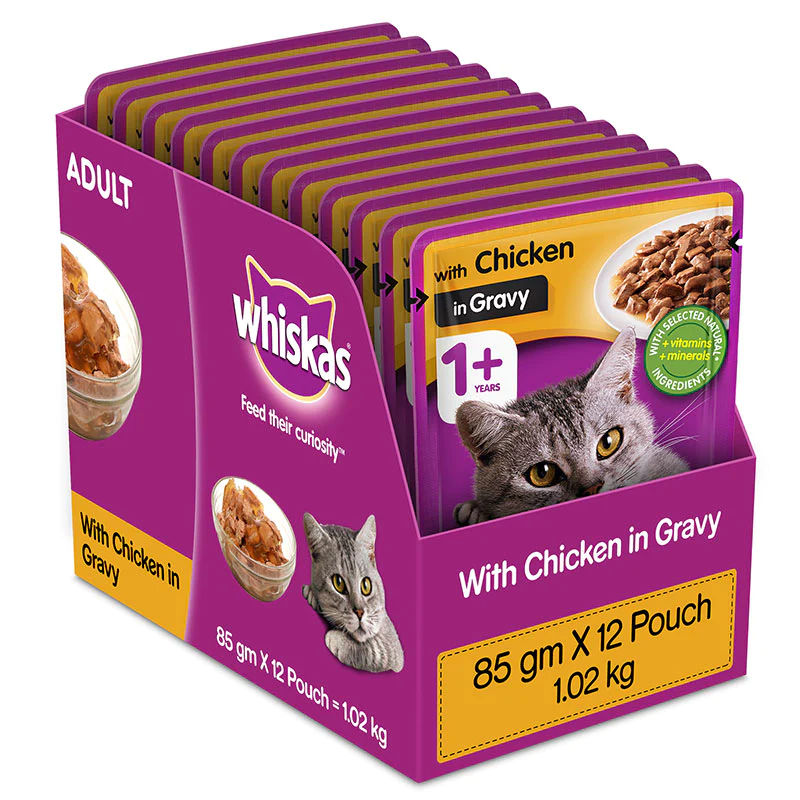 ADULT
whiskas®
Feed their curiosity™
With Chicken in
Gravy
85 gm X 12 Pouch = 1.02 kg
with Chicken
in Gravy
1+
YEARS
WITH SELECTED NATURAL*
+ vitamins
+ minerals
INGREDIENTS
With Chicken in Gravy
85 gm X 12 Pouch
1.02 kg